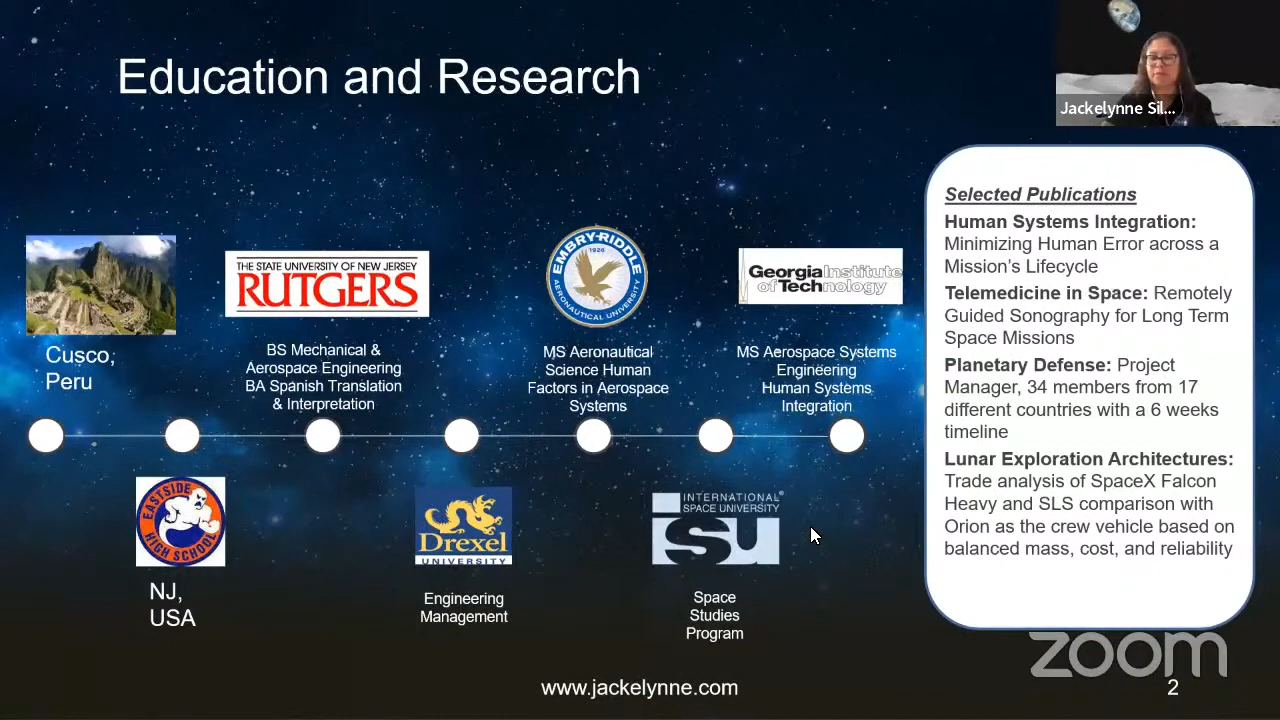 Education and Research
Jackelynne Sil...
Cusco,
Peru
THE STATE UNIVERSITY OF NEW JERSEY
RUTGERS
BS Mechanical &
Aerospace Engineering
BA Spanish Translation
& Interpretation
EMBRY-RIDDLE
1926
AERONAUTICAL UNIVERSITY
MS Aeronautical
Science Human
Factors in Aerospace
Systems
Georgia Institute
of Technology
MS Aerospace Systems
Engineering
Human Systems
Integration
EASTSIDE
HIGH SCHOOL
NJ,
USA
Drexel
UNIVERSITY
Engineering
Management
INTERNATIONAL®
SPACE UNIVERSITY
isu
Space
Studies
Program
Selected Publications
Human Systems Integration:
Minimizing Human Error across a
Mission's Lifecycle
Telemedicine in Space: Remotely
Guided Sonography for Long Term
Space Missions
Planetary Defense: Project
Manager, 34 members from 17
different countries with a 6 weeks
timeline
Lunar Exploration Architectures:
Trade analysis of SpaceX Falcon
Heavy and SLS comparison with
Orion as the crew vehicle based on
balanced mass, cost, and reliability
zoom
www.jackelynne.com
2